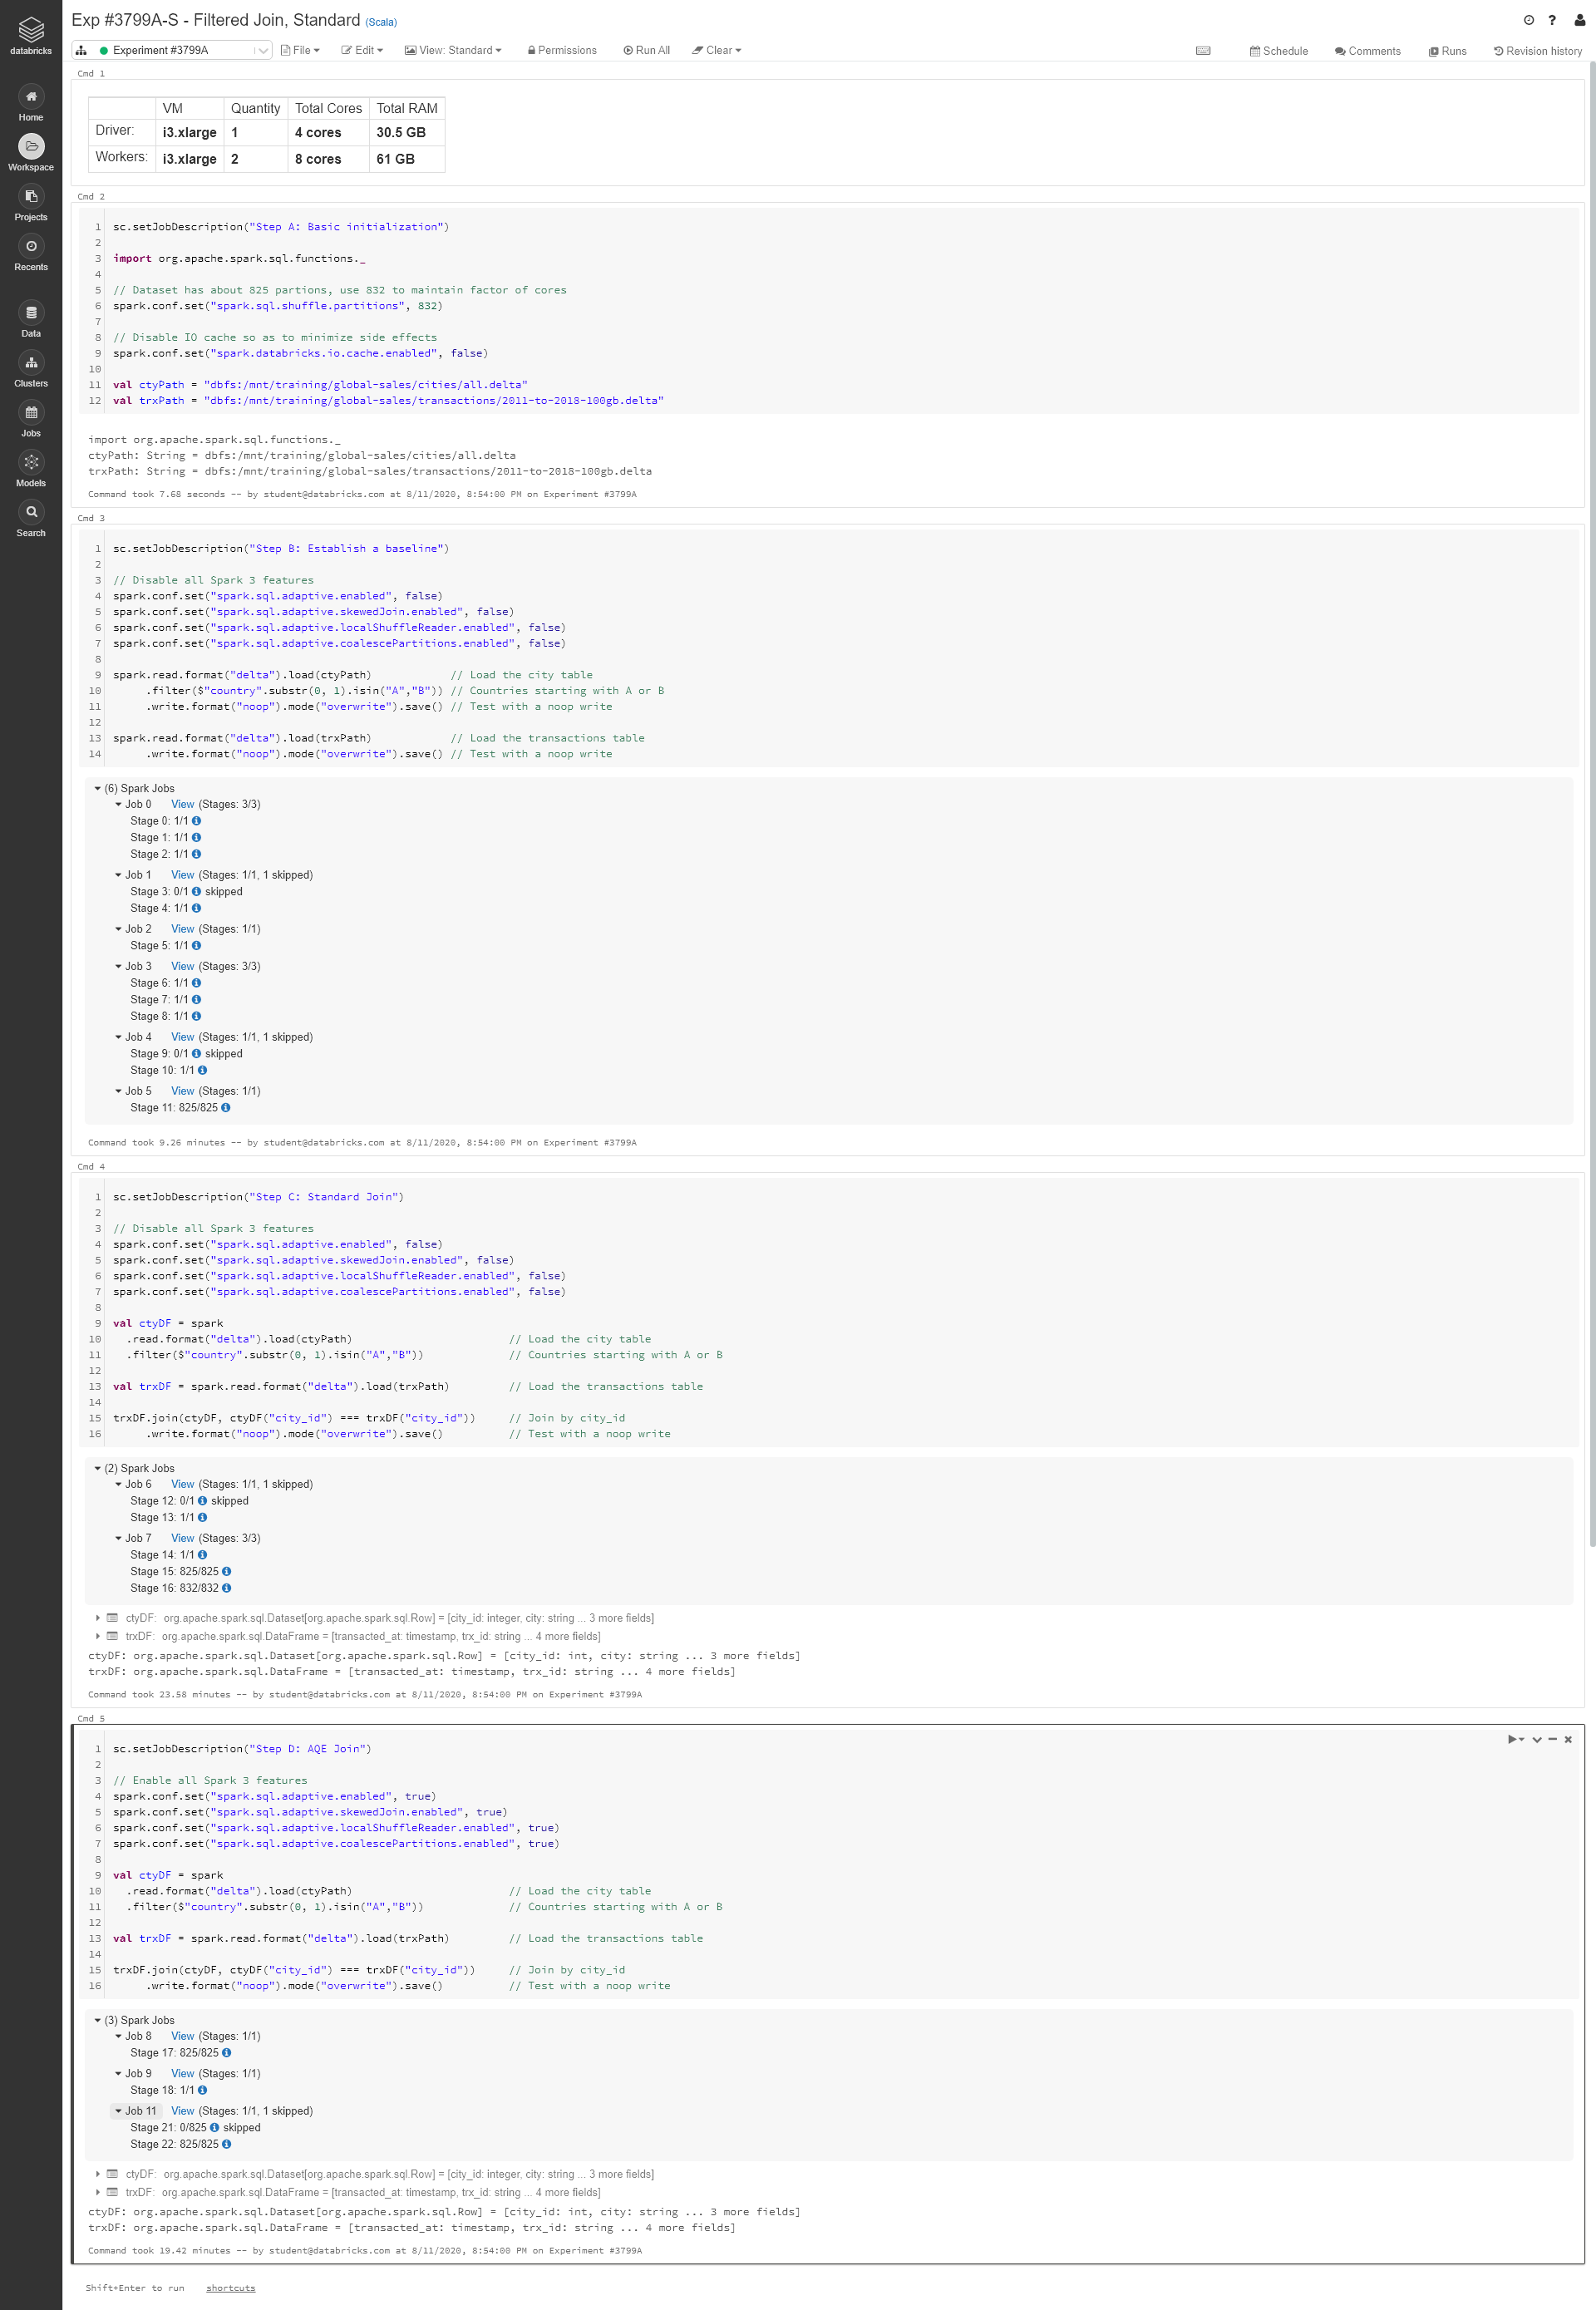 databricks
Home
Workspace
Projects
Recents
Data
Clusters
Jobs
Models
Search
Exp #3799A-S - Filtered Join, Standard (Scala)
Experiment #3799A File Edit View: Standard Permissions Run All Clear Schedule Comments Runs Revision history
Cmd 1
VM Quantity Total Cores Total RAM
Driver: i3.xlarge 1 4 cores 30.5 GB
Workers: i3.xlarge 2 8 cores 61 GB
Cmd 2
1 sc.setJobDescription("Step A: Basic initialization")
2
3 import org.apache.spark.sql.functions._
4
5 // Dataset has about 825 partions, use 832 to maintain factor of cores
6 spark.conf.set("spark.sql.shuffle.partitions", 832)
7
8 // Disable IO cache so as to minimize side effects
9 spark.conf.set("spark.databricks.io.cache.enabled", false)
10
11 val ctyPath = "dbfs:/mnt/training/global-sales/cities/all.delta"
12 val trxPath = "dbfs:/mnt/training/global-sales/transactions/2011-to-2018-100gb.delta"
import org.apache.spark.sql.functions._
ctyPath: String = dbfs:/mnt/training/global-sales/cities/all.delta
trxPath: String = dbfs:/mnt/training/global-sales/transactions/2011-to-2018-100gb.delta
Command took 7.68 seconds -- by student@databricks.com at 8/11/2020, 8:54:00 PM on Experiment #3799A
Cmd 3
1 sc.setJobDescription("Step B: Establish a baseline")
2
3 // Disable all Spark 3 features
4 spark.conf.set("spark.sql.adaptive.enabled", false)
5 spark.conf.set("spark.sql.adaptive.skewedJoin.enabled", false)
6 spark.conf.set("spark.sql.adaptive.localShuffleReader.enabled", false)
7 spark.conf.set("spark.sql.adaptive.coalescePartitions.enabled", false)
8
9 spark.read.format("delta").load(ctyPath) // Load the city table
10 .filter($"country".substr(0, 1).isin("A","B")) // Countries starting with A or B
11 .write.format("noop").mode("overwrite").save() // Test with a noop write
12
13 spark.read.format("delta").load(trxPath) // Load the transactions table
14 .write.format("noop").mode("overwrite").save() // Test with a noop write
(6) Spark Jobs
Job 0 View (Stages: 3/3)
Stage 0: 1/1
Stage 1: 1/1
Stage 2: 1/1
Job 1 View (Stages: 1/1, 1 skipped)
Stage 3: 0/1 skipped
Stage 4: 1/1
Job 2 View (Stages: 1/1)
Stage 5: 1/1
Job 3 View (Stages: 3/3)
Stage 6: 1/1
Stage 7: 1/1
Stage 8: 1/1
Job 4 View (Stages: 1/1, 1 skipped)
Stage 9: 0/1 skipped
Stage 10: 1/1
Job 5 View (Stages: 1/1)
Stage 11: 825/825
Command took 9.26 minutes -- by student@databricks.com at 8/11/2020, 8:54:00 PM on Experiment #3799A
Cmd 4
1 sc.setJobDescription("Step C: Standard Join")
2
3 // Disable all Spark 3 features
4 spark.conf.set("spark.sql.adaptive.enabled", false)
5 spark.conf.set("spark.sql.adaptive.skewedJoin.enabled", false)
6 spark.conf.set("spark.sql.adaptive.localShuffleReader.enabled", false)
7 spark.conf.set("spark.sql.adaptive.coalescePartitions.enabled", false)
8
9 val ctyDF = spark
10 .read.format("delta").load(ctyPath) // Load the city table
11 .filter($"country".substr(0, 1).isin("A","B")) // Countries starting with A or B
12
13 val trxDF = spark.read.format("delta").load(trxPath) // Load the transactions table
14
15 trxDF.join(ctyDF, ctyDF("city_id") === trxDF("city_id")) // Join by city_id
16 .write.format("noop").mode("overwrite").save() // Test with a noop write
(2) Spark Jobs
Job 6 View (Stages: 1/1, 1 skipped)
Stage 12: 0/1 skipped
Stage 13: 1/1
Job 7 View (Stages: 3/3)
Stage 14: 1/1
Stage 15: 825/825
Stage 16: 832/832
ctyDF: org.apache.spark.sql.Dataset[org.apache.spark.sql.Row] = [city_id: integer, city: string ... 3 more fields]
trxDF: org.apache.spark.sql.DataFrame = [transacted_at: timestamp, trx_id: string ... 4 more fields]
ctyDF: org.apache.spark.sql.Dataset[org.apache.spark.sql.Row] = [city_id: int, city: string ... 3 more fields]
trxDF: org.apache.spark.sql.DataFrame = [transacted_at: timestamp, trx_id: string ... 4 more fields]
Command took 23.58 minutes -- by student@databricks.com at 8/11/2020, 8:54:00 PM on Experiment #3799A
Cmd 5
1 sc.setJobDescription("Step D: AQE Join")
2
3 // Enable all Spark 3 features
4 spark.conf.set("spark.sql.adaptive.enabled", true)
5 spark.conf.set("spark.sql.adaptive.skewedJoin.enabled", true)
6 spark.conf.set("spark.sql.adaptive.localShuffleReader.enabled", true)
7 spark.conf.set("spark.sql.adaptive.coalescePartitions.enabled", true)
8
9 val ctyDF = spark
10 .read.format("delta").load(ctyPath) // Load the city table
11 .filter($"country".substr(0, 1).isin("A","B")) // Countries starting with A or B
12
13 val trxDF = spark.read.format("delta").load(trxPath) // Load the transactions table
14
15 trxDF.join(ctyDF, ctyDF("city_id") === trxDF("city_id")) // Join by city_id
16 .write.format("noop").mode("overwrite").save() // Test with a noop write
(3) Spark Jobs
Job 8 View (Stages: 1/1)
Stage 17: 825/825
Job 9 View (Stages: 1/1)
Stage 18: 1/1
Job 11 View (Stages: 1/1, 1 skipped)
Stage 21: 0/825 skipped
Stage 22: 825/825
ctyDF: org.apache.spark.sql.Dataset[org.apache.spark.sql.Row] = [city_id: integer, city: string ... 3 more fields]
trxDF: org.apache.spark.sql.DataFrame = [transacted_at: timestamp, trx_id: string ... 4 more fields]
ctyDF: org.apache.spark.sql.Dataset[org.apache.spark.sql.Row] = [city_id: int, city: string ... 3 more fields]
trxDF: org.apache.spark.sql.DataFrame = [transacted_at: timestamp, trx_id: string ... 4 more fields]
Command took 19.42 minutes -- by student@databricks.com at 8/11/2020, 8:54:00 PM on Experiment #3799A
Shift+Enter to run shortcuts